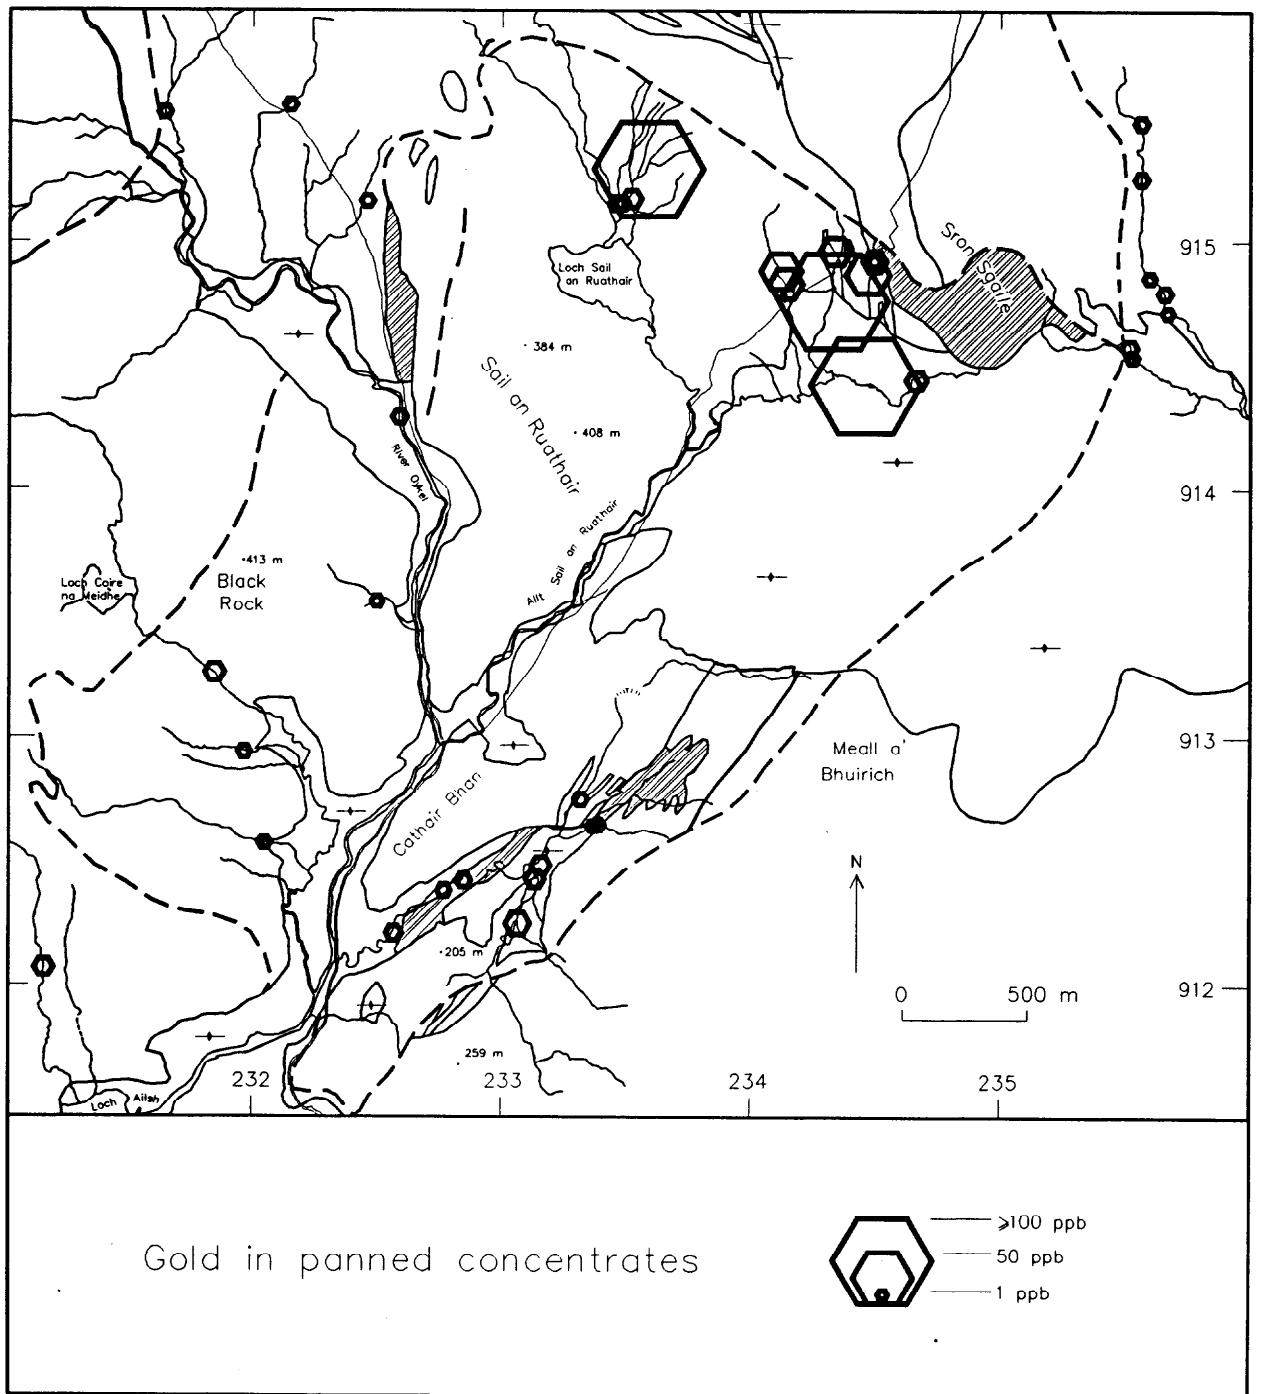 915
Sron Sgaile
Loch Sail
an Ruathair
384 m
Sail an Ruathair
408 m
River Oykel
914
Allt Sail an Ruathair
413 m
Black
Rock
Loch Coire
na Meidhe
913
Meall a'
Bhuirich
Cathair Bhan
N
205 m
912
0 500 m
259 m
232 233 234 235
Loch Ailsh
Gold in panned concentrates
⩾100 ppb
50 ppb
1 ppb